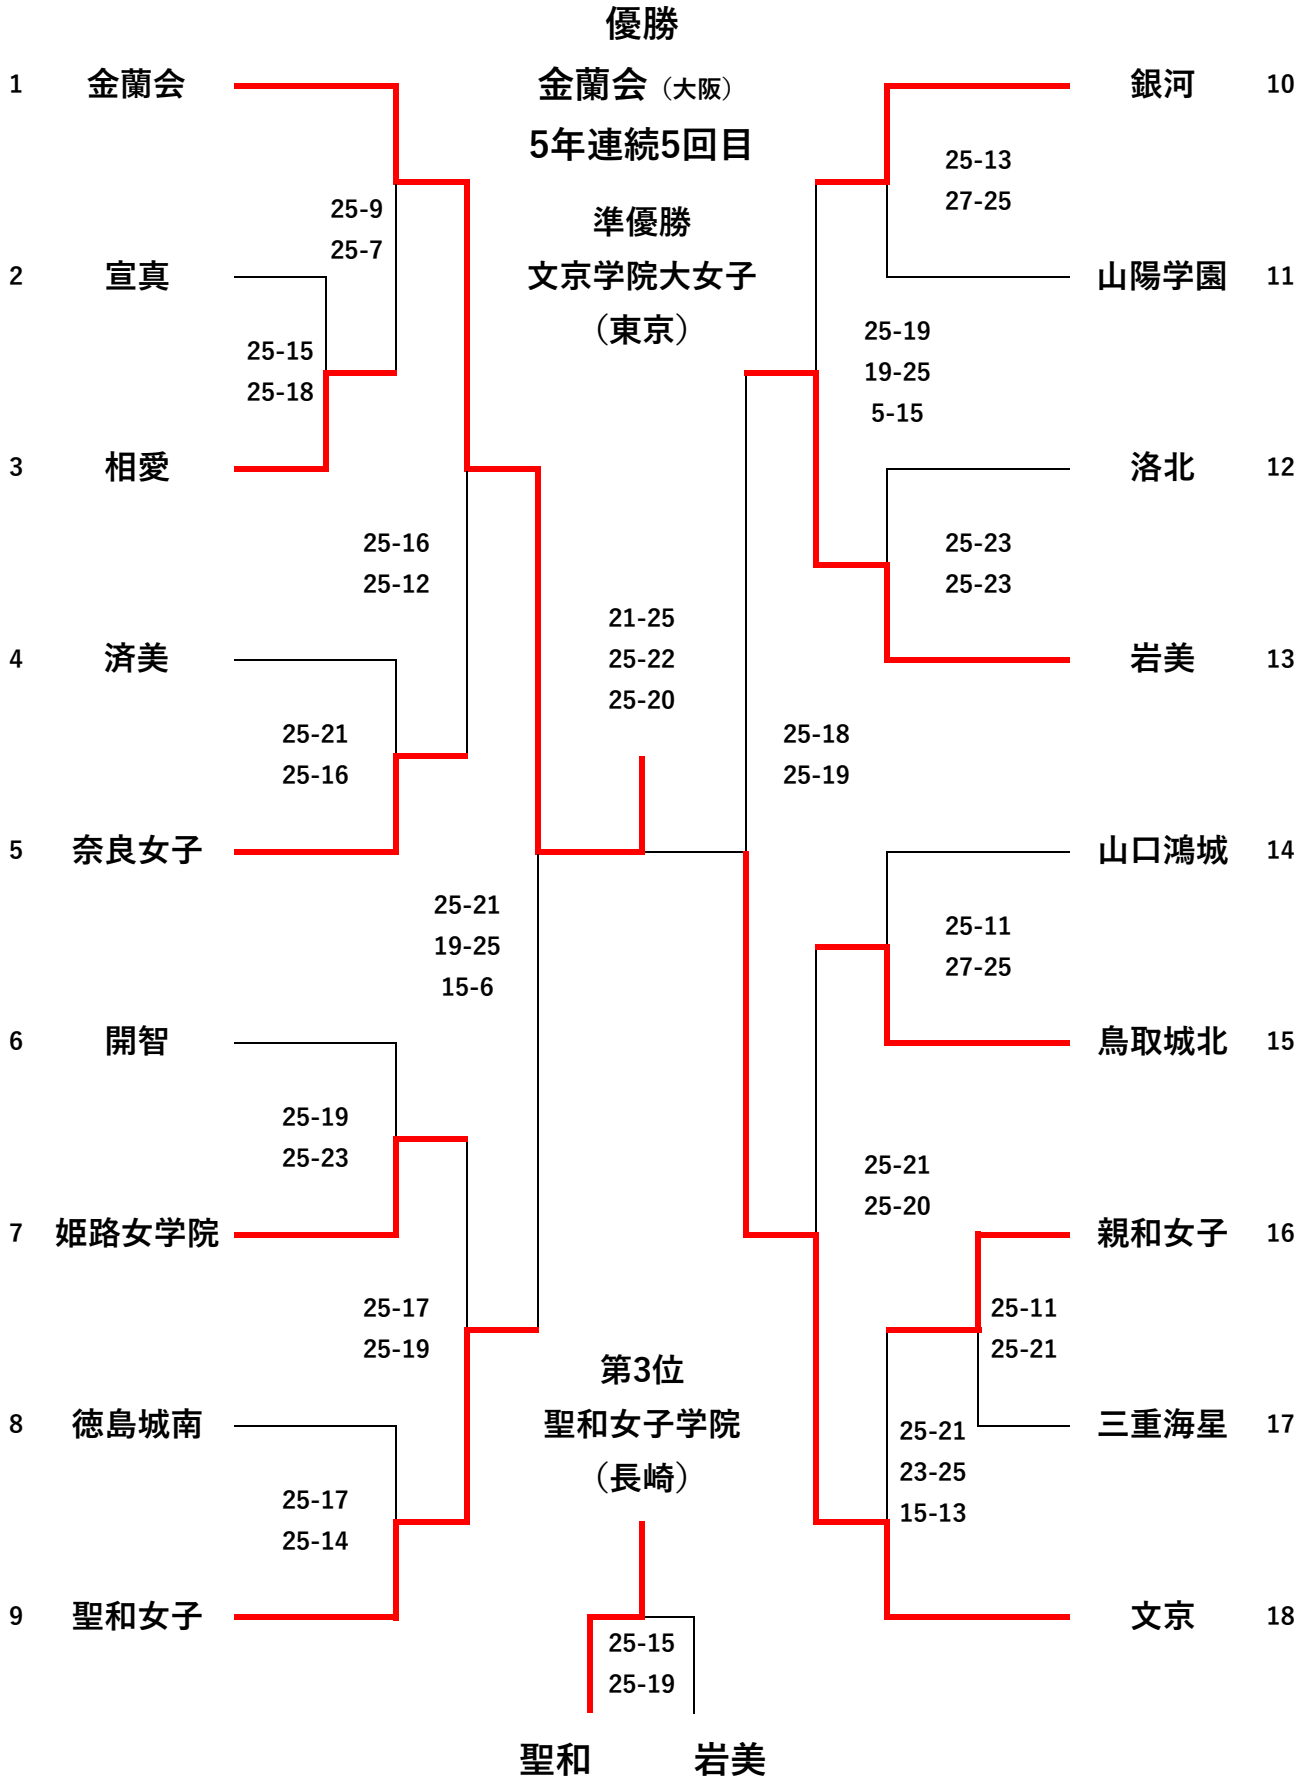 優勝
金蘭会（大阪）
5年連続5回目
準優勝
文京学院大女子
（東京）
1 金蘭会
25-9
25-7
2 宣真
25-15
25-18
3 相愛
25-16
25-12
4 済美
25-21
25-16
5 奈良女子
25-21
19-25
15-6
6 開智
25-19
25-23
7 姫路女学院
25-17
25-19
8 徳島城南
25-17
25-14
9 聖和女子
21-25
25-22
25-20
銀河 10
25-13
27-25
山陽学園 11
25-19
19-25
5-15
洛北 12
25-23
25-23
岩美 13
25-18
25-19
山口鴻城 14
25-11
27-25
鳥取城北 15
25-21
25-20
親和女子 16
25-11
25-21
三重海星 17
25-21
23-25
15-13
文京 18
第3位
聖和女子学院
（長崎）
25-15
25-19
聖和 岩美